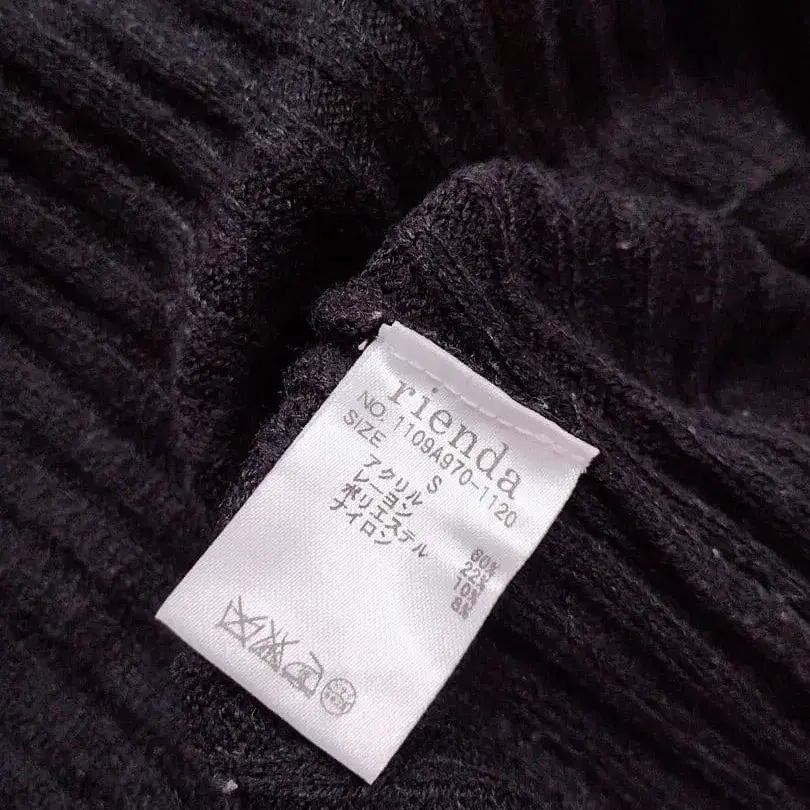 rienda
NO. 1109A970-1120
SIZE S
アクリル 60%
レーヨン 22%
ポリエステル 10%
ナイロン 8%